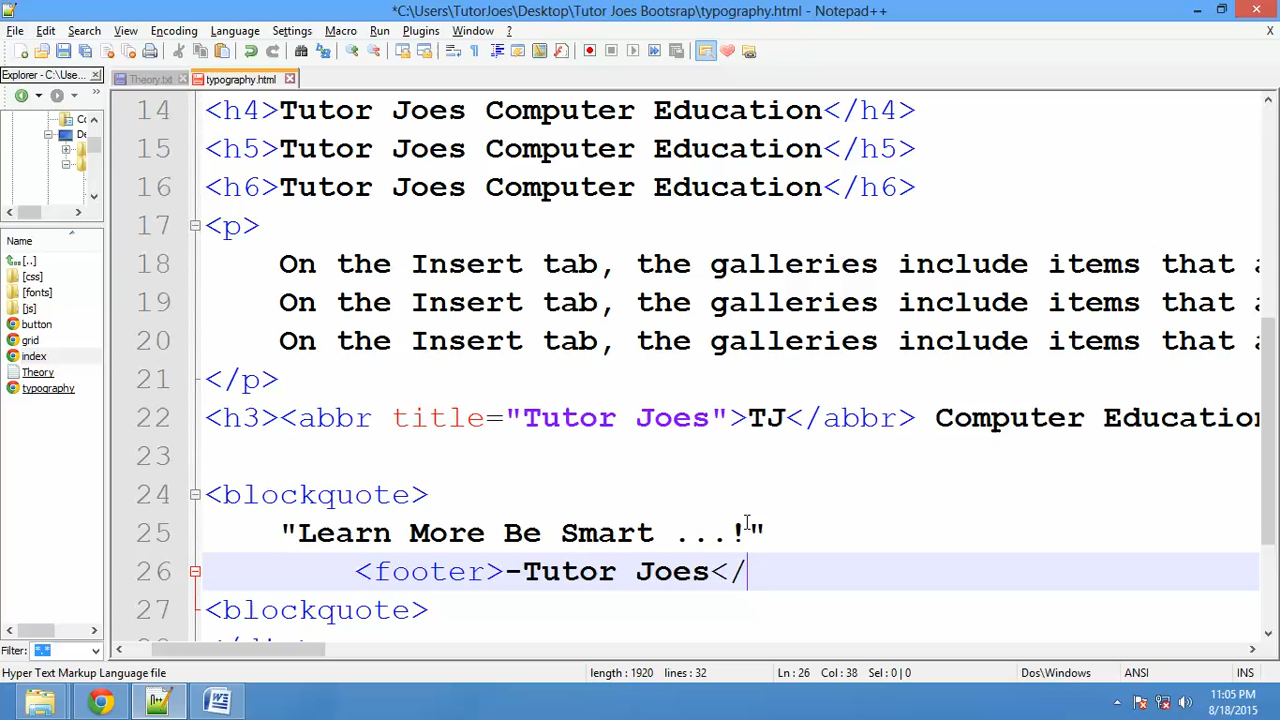 *C:\Users\TutorJoes\Desktop\Tutor Joes Bootsrap\typography.html - Notepad++
File Edit Search View Encoding Language Settings Macro Run Plugins Window ? X
Explorer - C:\Use...
Theory.txt typography.html
14 <h4>Tutor Joes Computer Education</h4>
15 <h5>Tutor Joes Computer Education</h5>
16 <h6>Tutor Joes Computer Education</h6>
17 <p>
18 On the Insert tab, the galleries include items that
19 On the Insert tab, the galleries include items that
20 On the Insert tab, the galleries include items that
21 </p>
22 <h3><abbr title="Tutor Joes">TJ</abbr> Computer Education
23
24 <blockquote>
25 "Learn More Be Smart ...!"
26 <footer>-Tutor Joes</
27 <blockquote>
Name
[..]
[css]
[fonts]
[js]
button
grid
index
Theory
typography
Filter: *.*
Hyper Text Markup Language file length : 1920 lines : 32 Ln : 26 Col : 38 Sel : 0 | 0 Dos\Windows ANSI INS
11:05 PM
8/18/2015